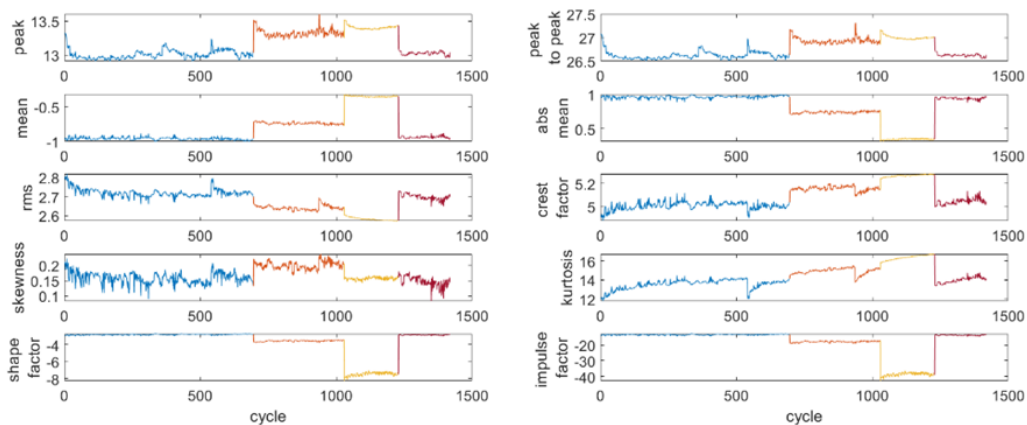 peak
13.5
13
0 500 1000 1500
mean
-0.5
-1
0 500 1000 1500
rms
2.8
2.7
2.6
0 500 1000 1500
skewness
0.2
0.15
0.1
0 500 1000 1500
shape
factor
-4
-6
-8
0 500 1000 1500
cycle
peak
to peak
27.5
27
26.5
0 500 1000 1500
abs
mean
1
0.5
0 500 1000 1500
crest
factor
5.2
5
0 500 1000 1500
kurtosis
16
14
12
0 500 1000 1500
impulse
factor
-20
-30
-40
0 500 1000 1500
cycle